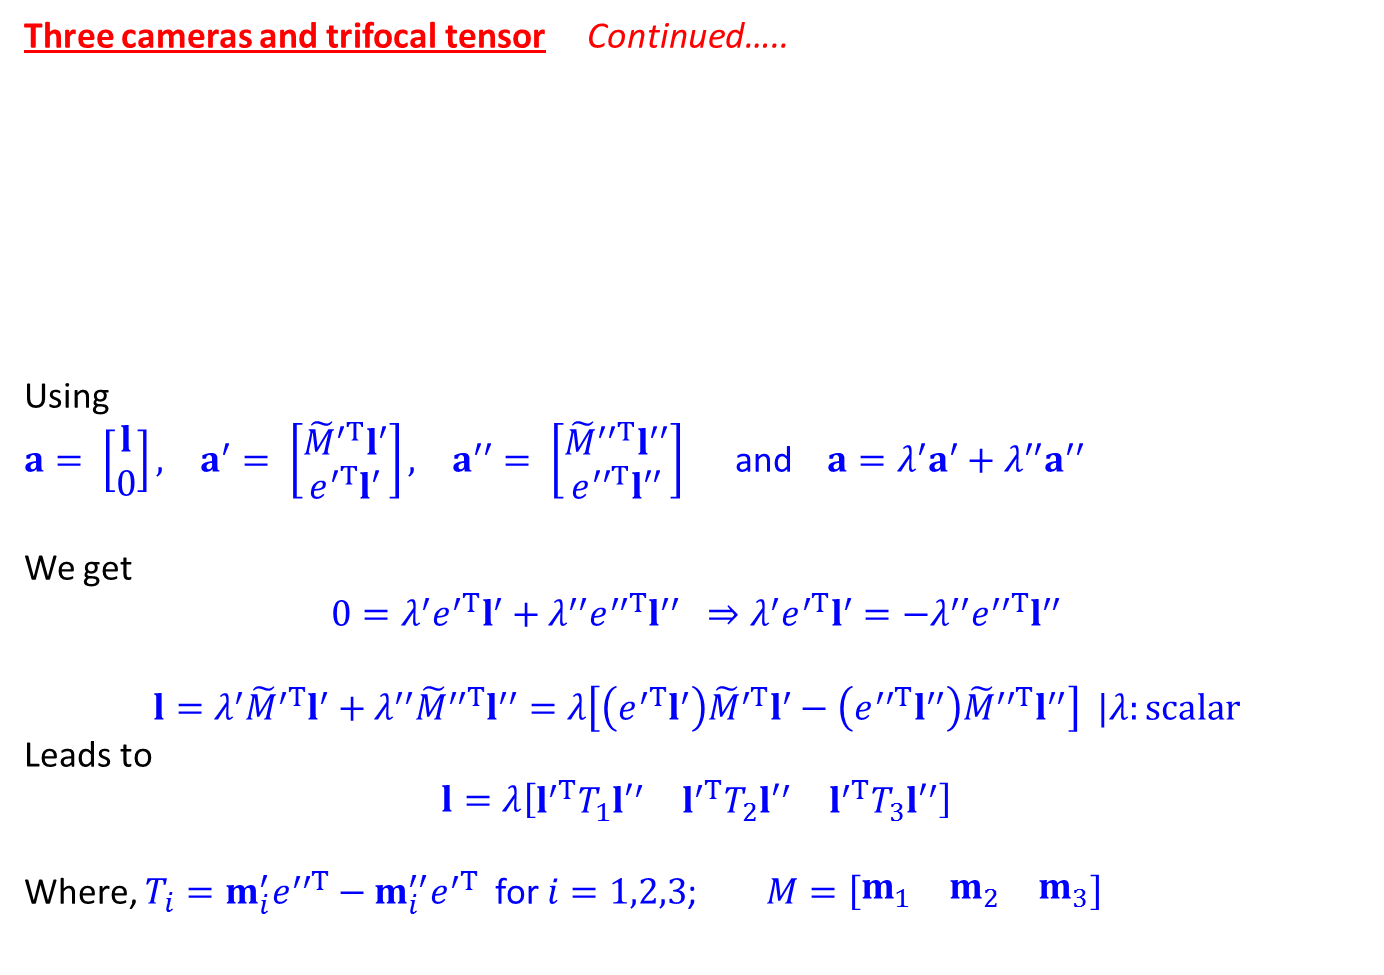 Three cameras and trifocal tensor Continued…..
Using
𝐚 = [𝐥 0], 𝐚′ = [M̃′ᵀ𝐥′ e′ᵀ𝐥′], 𝐚′′ = [M̃′′ᵀ𝐥′′ e′′ᵀ𝐥′′] and 𝐚 = λ′𝐚′ + λ′′𝐚′′
We get
0 = λ′e′ᵀ𝐥′ + λ′′e′′ᵀ𝐥′′ ⇒ λ′e′ᵀ𝐥′ = −λ′′e′′ᵀ𝐥′′
𝐥 = λ′M̃′ᵀ𝐥′ + λ′′M̃′′ᵀ𝐥′′ = λ[(e′ᵀ𝐥′)M̃′ᵀ𝐥′ − (e′′ᵀ𝐥′′)M̃′′ᵀ𝐥′′] |λ: scalar
Leads to
𝐥 = λ[𝐥′ᵀT₁𝐥′′ 𝐥′ᵀT₂𝐥′′ 𝐥′ᵀT₃𝐥′′]
Where, Tᵢ = 𝐦ᵢ′e′′ᵀ − 𝐦ᵢ′′e′ᵀ for i = 1,2,3; M = [𝐦₁ 𝐦₂ 𝐦₃]